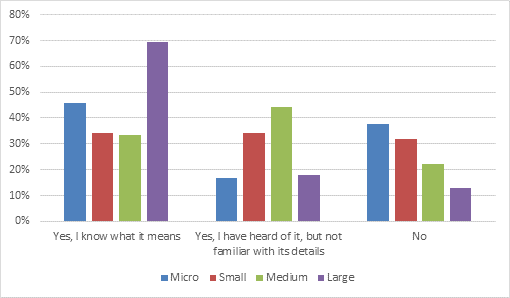 80%
70%
60%
50%
40%
30%
20%
10%
0%
Yes, I know what it means
Yes, I have heard of it, but not
familiar with its details
No
Micro
Small
Medium
Large